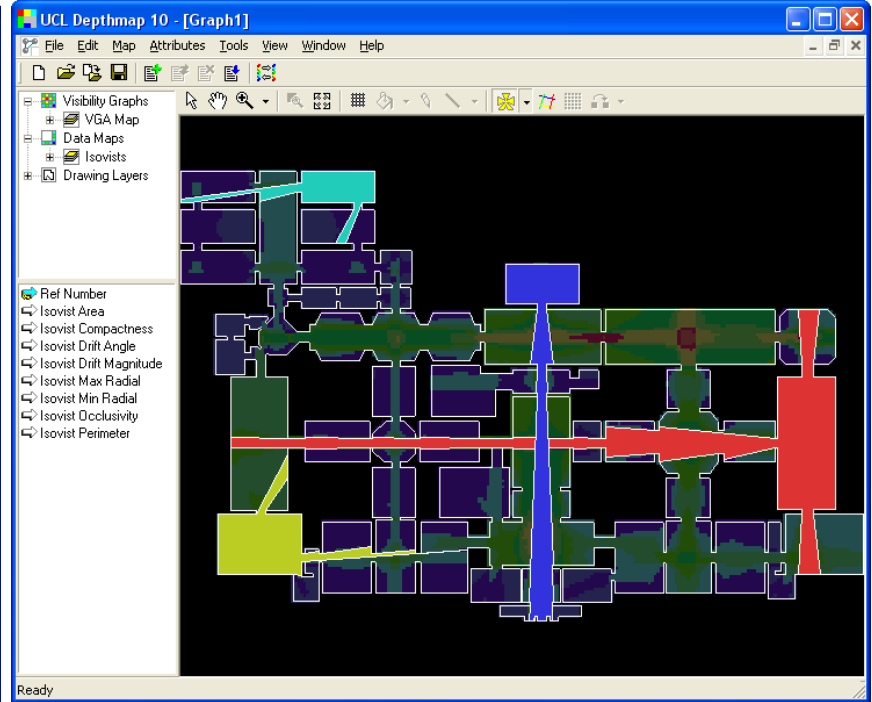 UCL Depthmap 10 - [Graph1]
File Edit Map Attributes Tools View Window Help
Visibility Graphs
VGA Map
Data Maps
Isovists
Drawing Layers
Ref Number
Isovist Area
Isovist Compactness
Isovist Drift Angle
Isovist Drift Magnitude
Isovist Max Radial
Isovist Min Radial
Isovist Occlusivity
Isovist Perimeter
Ready